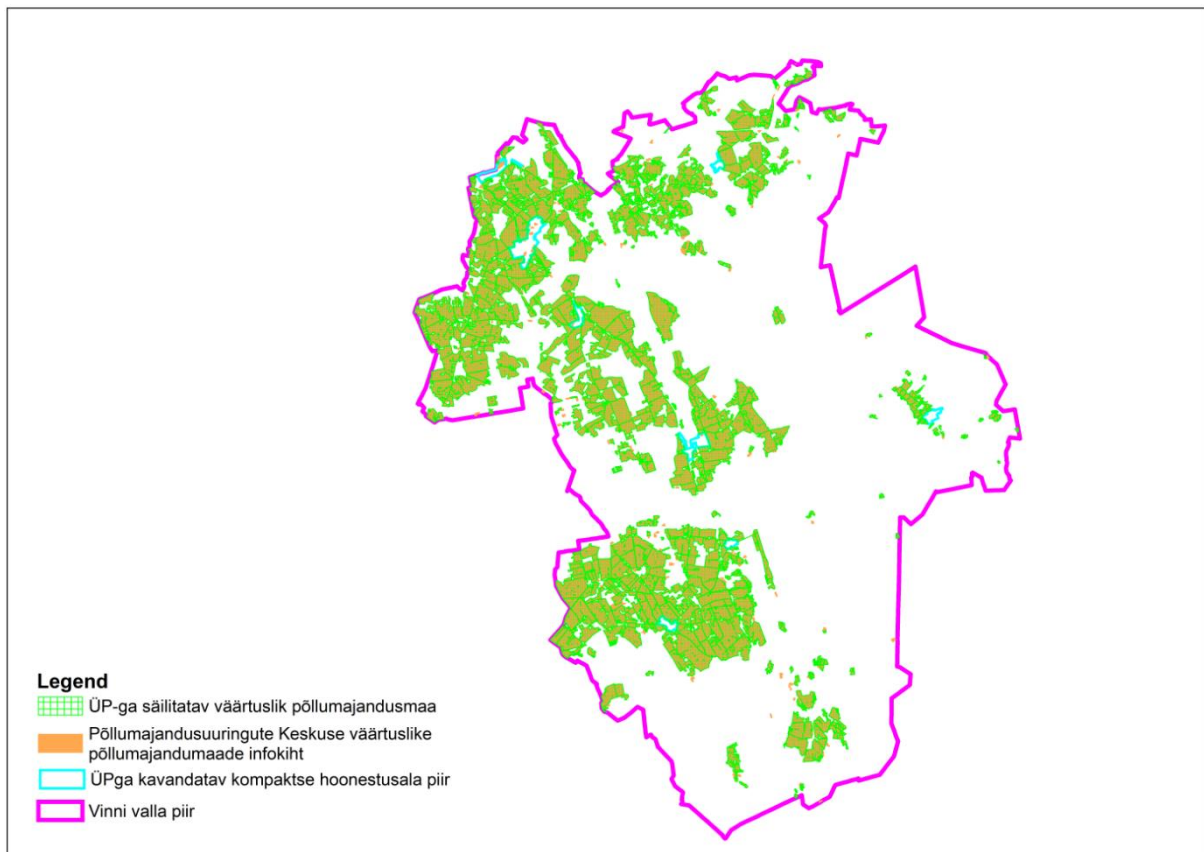 Legend
ÜP-ga säilitatav väärtuslik põllumajandusmaa
Põllumajandusuuringute Keskuse väärtuslike
põllumajandumaade infokiht
ÜPga kavandatav kompaktse hoonestusala piir
Vinni valla piir